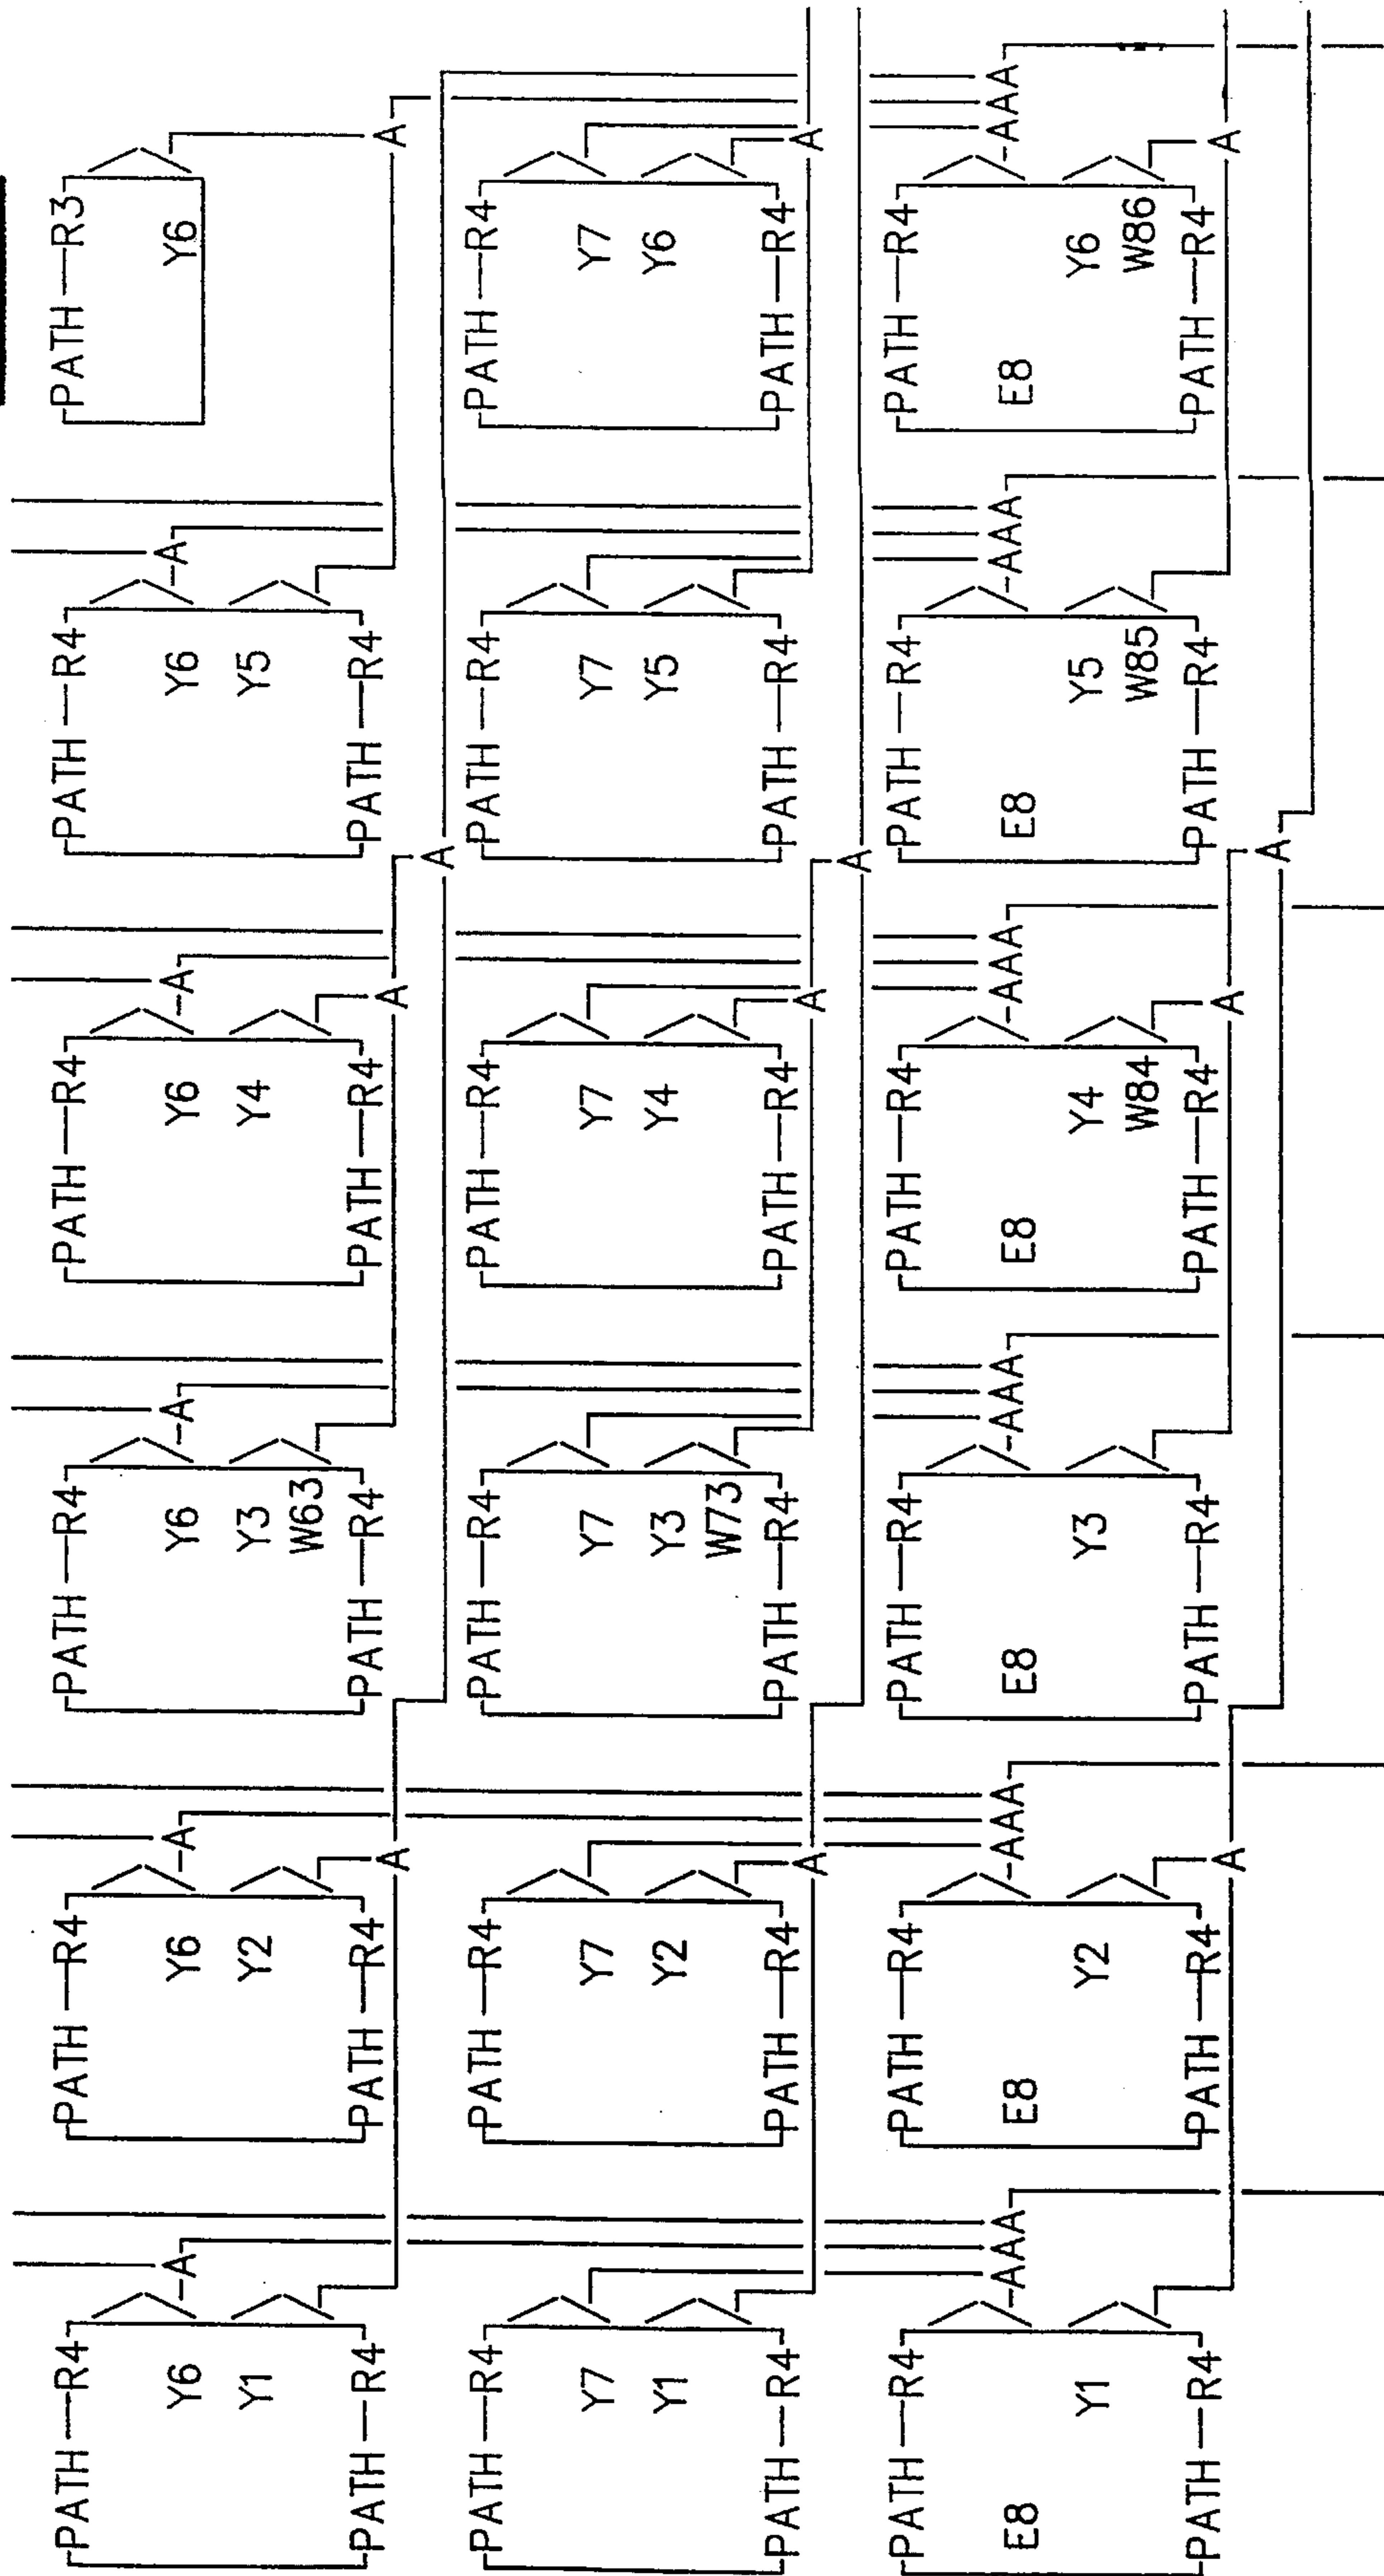 PATH—R4 PATH—R4 PATH—R4 PATH—R4 PATH—R4 PATH—R3
Y6 A Y6 A Y6 A Y6 A Y6 A Y6
Y1 Y2 Y3 Y4 Y5
W63
PATH—R4 PATH—R4 PATH—R4 PATH—R4 PATH—R4
A A A
A
PATH—R4 PATH—R4 PATH—R4 PATH—R4 PATH—R4 PATH—R4
Y7 Y7 Y7 Y7 Y7 Y7
Y1 Y2 Y3 Y4 Y5 Y6
W73
PATH—R4 PATH—R4 PATH—R4 PATH—R4 PATH—R4 PATH—R4
A A A
A
PATH—R4 PATH—R4 PATH—R4 PATH—R4 PATH—R4 PATH—R4
E8 AAA E8 AAA E8 AAA E8 AAA E8 AAA E8 AAA
Y1 Y2 Y3 Y4 Y5 Y6
W84 W85 W86
PATH—R4 PATH—R4 PATH—R4 PATH—R4 PATH—R4 PATH—R4
A A A
A